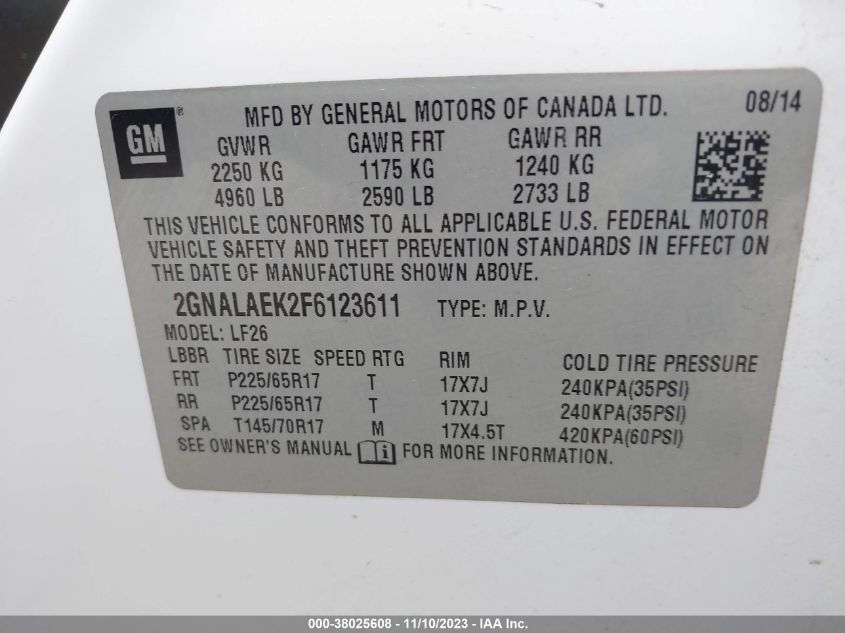 GM ®
MFD BY GENERAL MOTORS OF CANADA LTD. 08/14
GVWR GAWR FRT GAWR RR
2250 KG 1175 KG 1240 KG
4960 LB 2590 LB 2733 LB
THIS VEHICLE CONFORMS TO ALL APPLICABLE U.S. FEDERAL MOTOR
VEHICLE SAFETY AND THEFT PREVENTION STANDARDS IN EFFECT ON
THE DATE OF MANUFACTURE SHOWN ABOVE.
2GNALAEK2F6123611 TYPE: M.P.V.
MODEL: LF26
LBBR TIRE SIZE SPEED RTG RIM COLD TIRE PRESSURE
FRT P225/65R17 T 17X7J 240KPA(35PSI)
RR P225/65R17 T 17X7J 240KPA(35PSI)
SPA T145/70R17 M 17X4.5T 420KPA(60PSI)
SEE OWNER'S MANUAL FOR MORE INFORMATION.
000-38025608 - 11/10/2023 - IAA Inc.